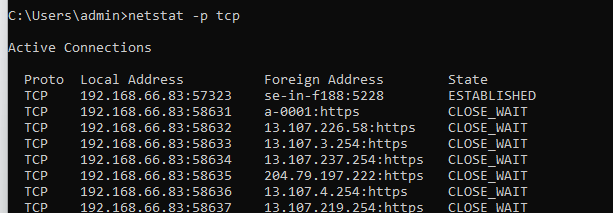 C:\Users\admin>netstat -p tcp
Active Connections
Proto Local Address Foreign Address State
TCP 192.168.66.83:57323 se-in-f188:5228 ESTABLISHED
TCP 192.168.66.83:58631 a-0001:https CLOSE_WAIT
TCP 192.168.66.83:58632 13.107.226.58:https CLOSE_WAIT
TCP 192.168.66.83:58633 13.107.3.254:https CLOSE_WAIT
TCP 192.168.66.83:58634 13.107.237.254:https CLOSE_WAIT
TCP 192.168.66.83:58635 204.79.197.222:https CLOSE_WAIT
TCP 192.168.66.83:58636 13.107.4.254:https CLOSE_WAIT
TCP 192.168.66.83:58637 13.107.219.254:https CLOSE_WAIT